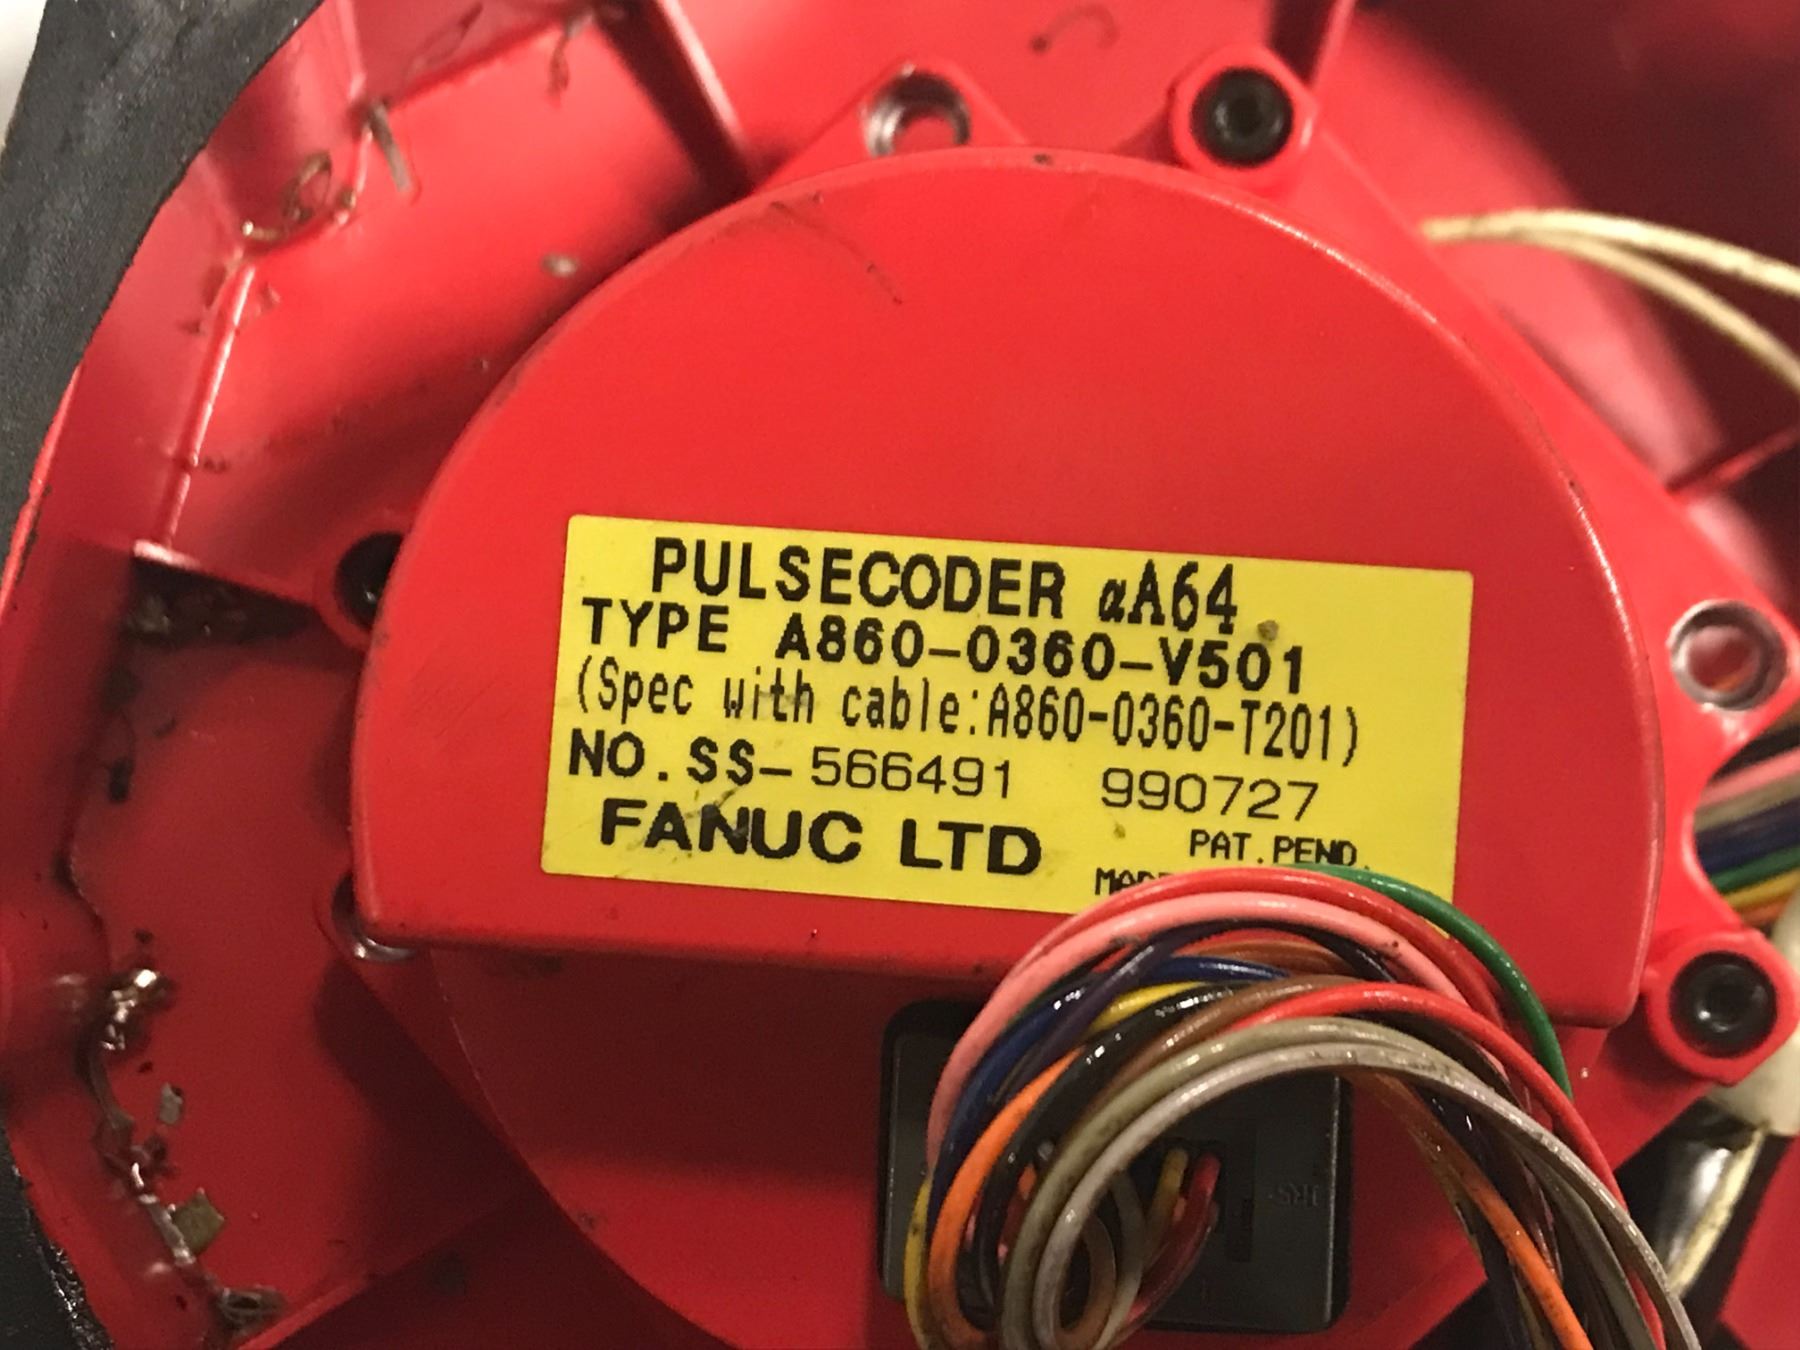 PULSECODER αA64
TYPE A860-0360-V501
(Spec with cable:A860-0360-T201)
NO.SS-566491 990727
FANUC LTD
PAT.PEND.